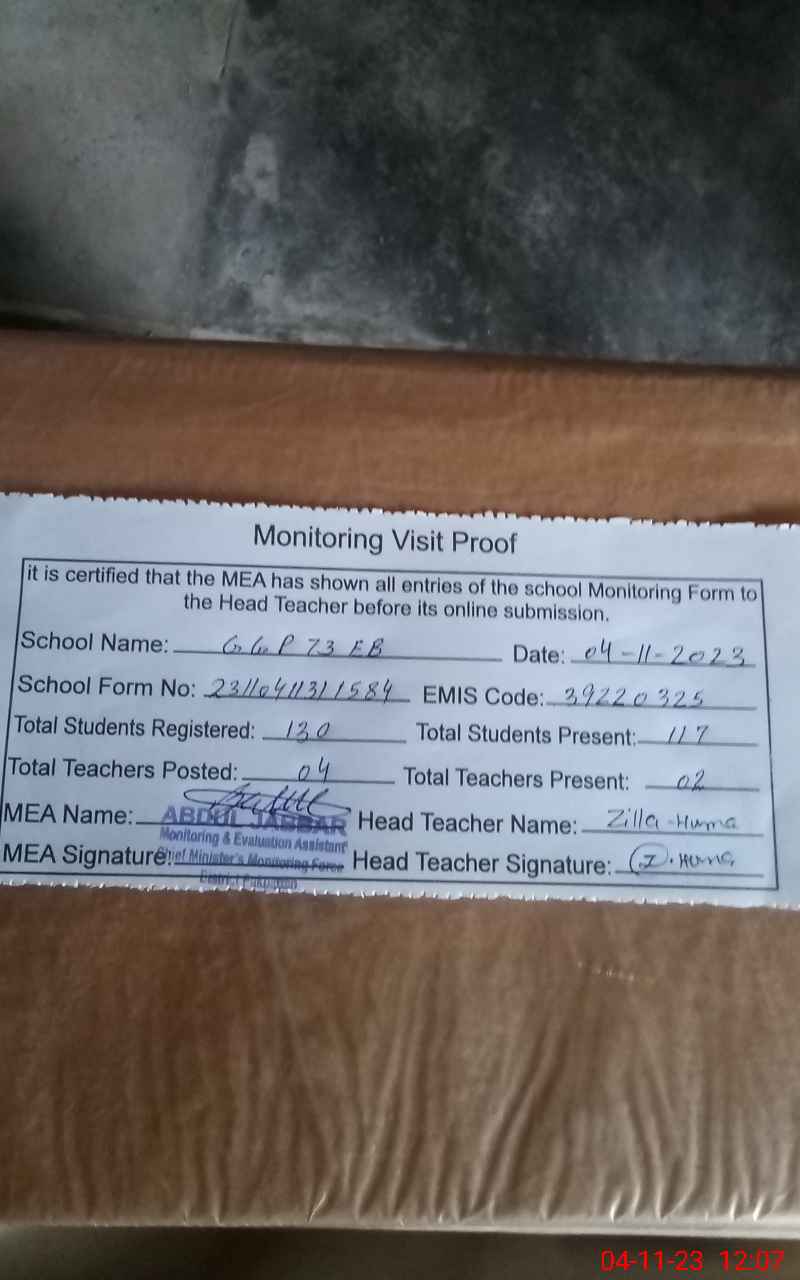 Monitoring Visit Proof
it is certified that the MEA has shown all entries of the school Monitoring Form to
the Head Teacher before its online submission.
School Name: G.G.P 73 EB Date: 04-11-2023
School Form No: 23110411311584 EMIS Code: 39220325
Total Students Registered: 130 Total Students Present: 117
Total Teachers Posted: 04 Total Teachers Present: 02
MEA Name: ABDUL JABBAR Head Teacher Name: Zilla-Huma
Monitoring & Evaluation Assistant
MEA Signature: Chief Minister's Monitoring Force Head Teacher Signature: Z.Huma
District Pakpattan
04-11-23 12:07